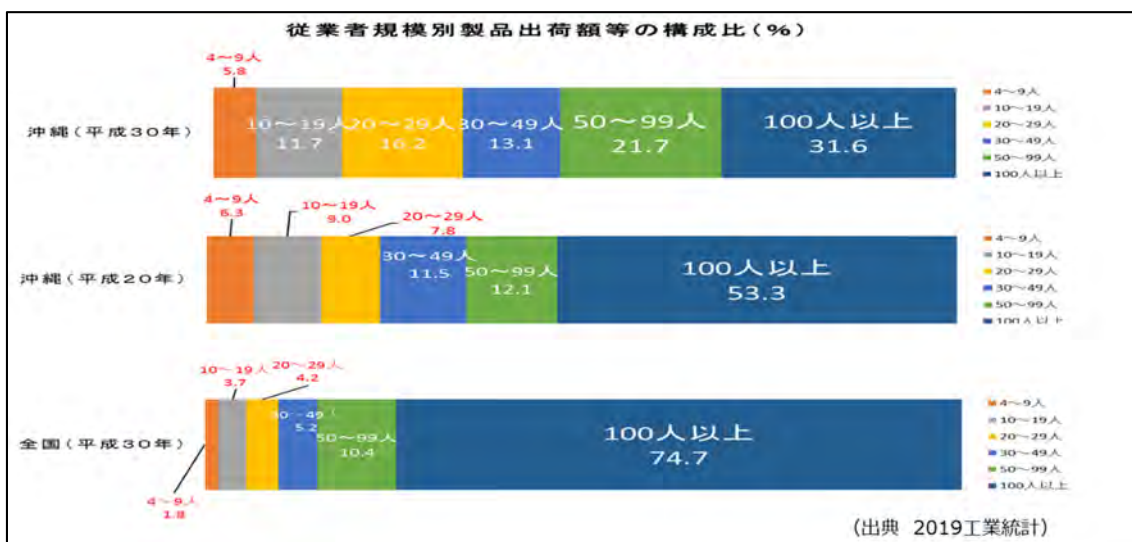 従業者規模別製品出荷額等の構成比(%)
4～9人
5.8
沖縄(平成30年)
10～19人
11.7
20～29人
16.2
30～49人
13.1
50～99人
21.7
100人以上
31.6
4～9人
10～19人
20～29人
30～49人
50～99人
100人以上
4～9人
6.3
10～19人
9.0
20～29人
7.8
沖縄(平成20年)
30～49人
11.5
50～99人
12.1
100人以上
53.3
4～9人
10～19人
20～29人
30～49人
50～99人
100人以上
10～19人
3.7
20～29人
4.2
全国(平成30年)
30～49人
5.2
50～99人
10.4
100人以上
74.7
4～9人
1.8
4～9人
10～19人
20～29人
30～49人
50～99人
100人以上
(出典 2019工業統計)